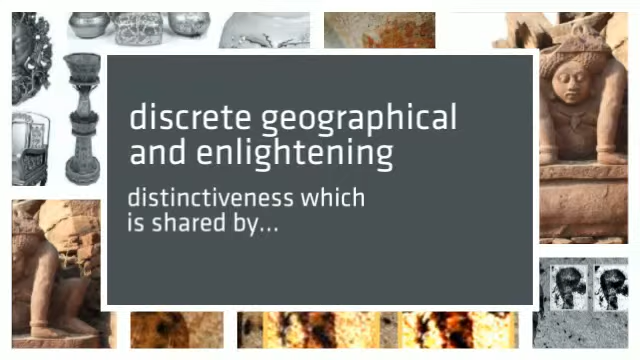 discrete geographical
and enlightening
distinctiveness which
is shared by...